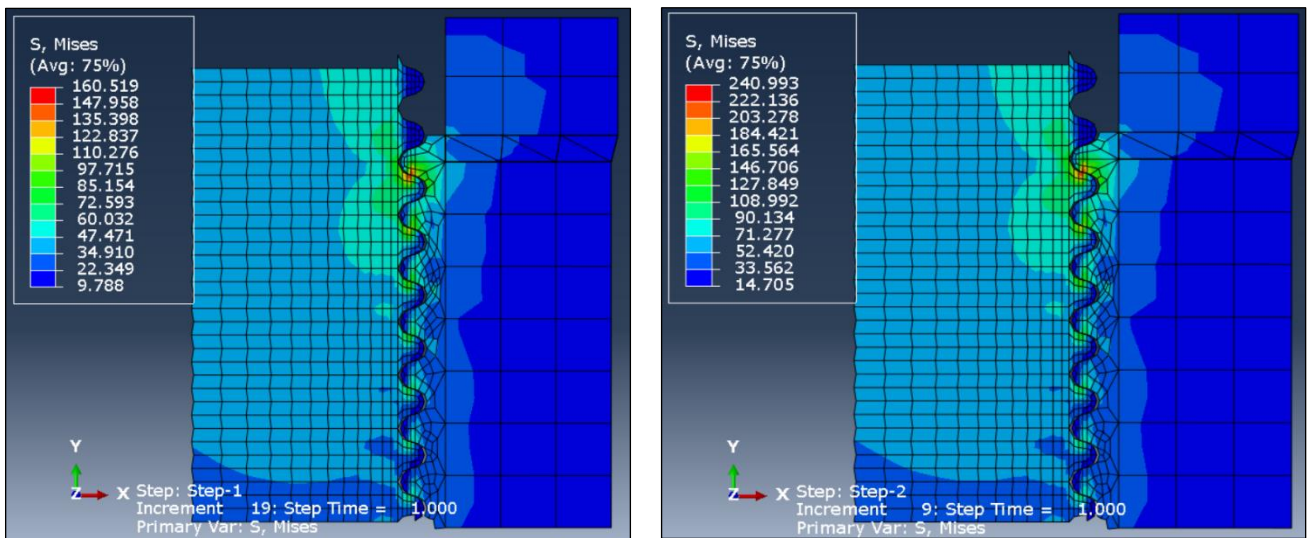 S, Mises
(Avg: 75%)
160.519
147.958
135.398
122.837
110.276
97.715
85.154
72.593
60.032
47.471
34.910
22.349
9.788
Y
Z X
Step: Step-1
Increment 19: Step Time = 1.000
Primary Var: S, Mises
S, Mises
(Avg: 75%)
240.993
222.136
203.278
184.421
165.564
146.706
127.849
108.992
90.134
71.277
52.420
33.562
14.705
Y
Z X
Step: Step-2
Increment 9: Step Time = 1.000
Primary Var: S, Mises